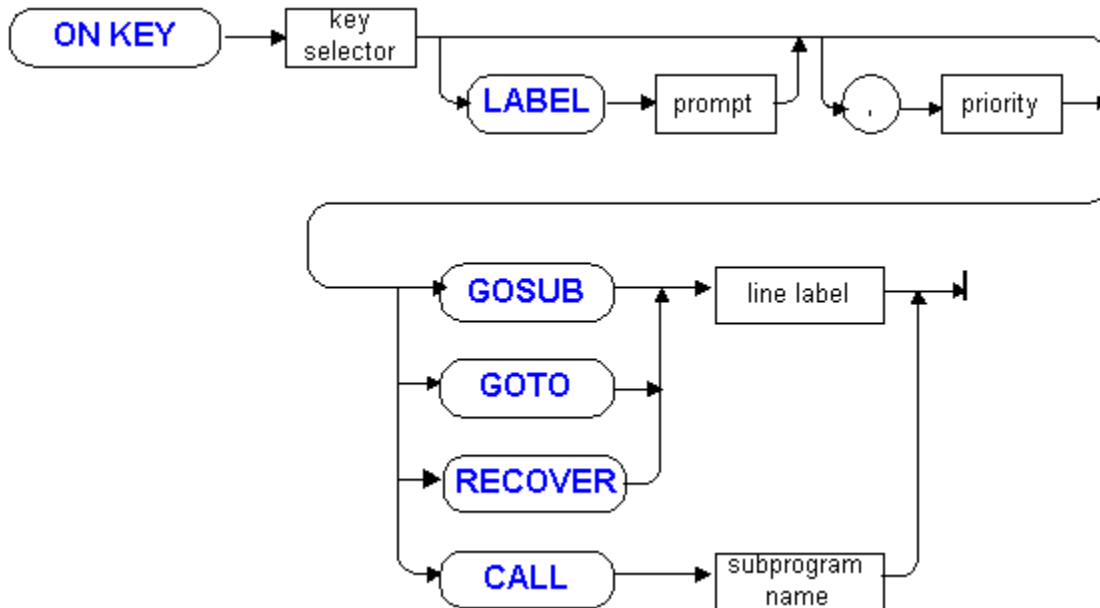 ON KEY
key
selector
LABEL
prompt
,
priority
GOSUB
line label
GOTO
RECOVER
CALL
subprogram
name